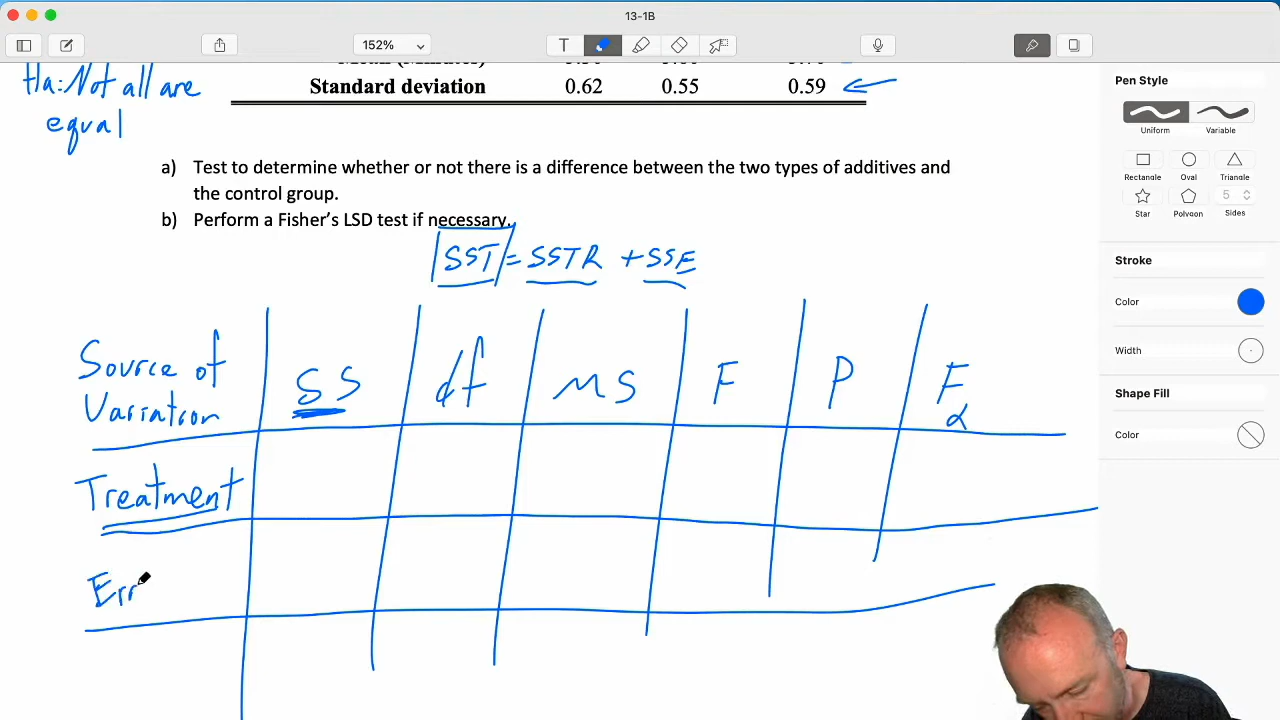 13-1B
152%
T
Ha: Not all are
equal
Standard deviation 0.62 0.55 0.59
a) Test to determine whether or not there is a difference between the two types of additives and
the control group.
b) Perform a Fisher's LSD test if necessary.
SST = SSTR + SSE
Source of
Variation
SS df MS F P Fα
Treatment
Err
Pen Style
Uniform Variable
Rectangle Oval Triangle
5
Star Polygon Sides
Stroke
Color
Width
Shape Fill
Color